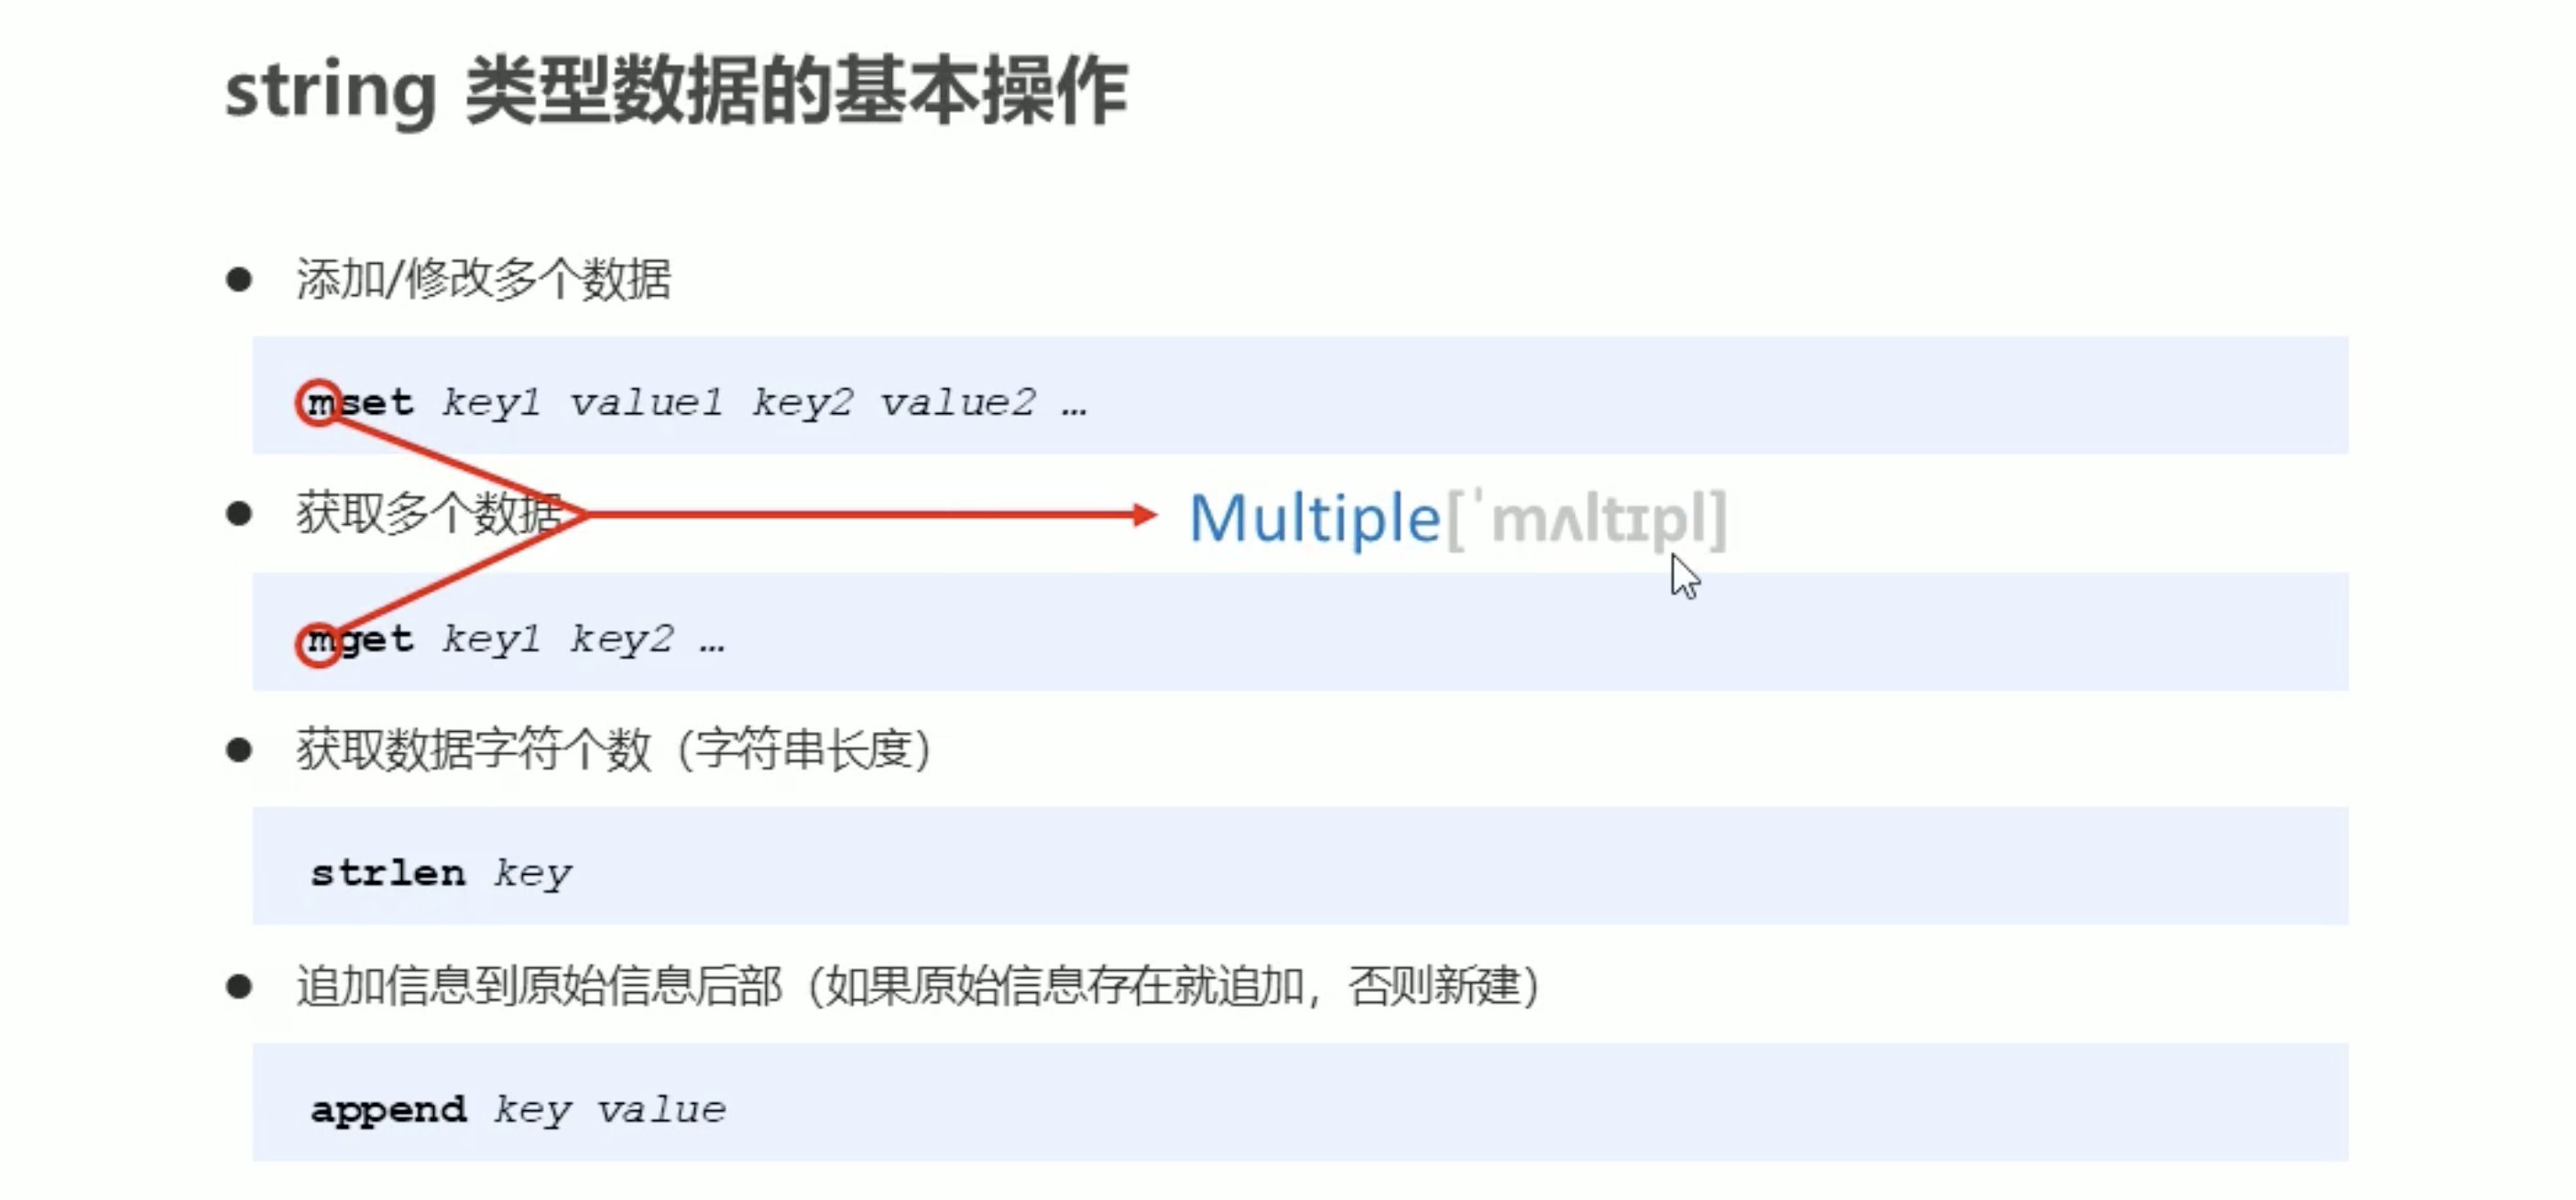 string 类型数据的基本操作
● 添加/修改多个数据
mset key1 value1 key2 value2 …
● 获取多个数据
Multiple[ˈmʌltɪpl]
mget key1 key2 …
● 获取数据字符个数（字符串长度）
strlen key
● 追加信息到原始信息后部（如果原始信息存在就追加，否则新建）
append key value